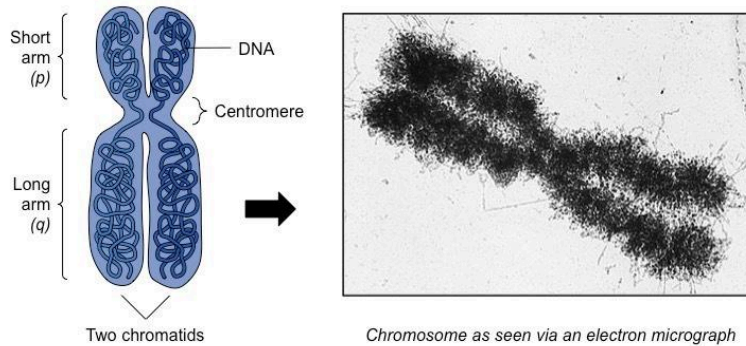 Short
arm
(p)
DNA
Centromere
Long
arm
(q)
Two chromatids
Chromosome as seen via an electron micrograph